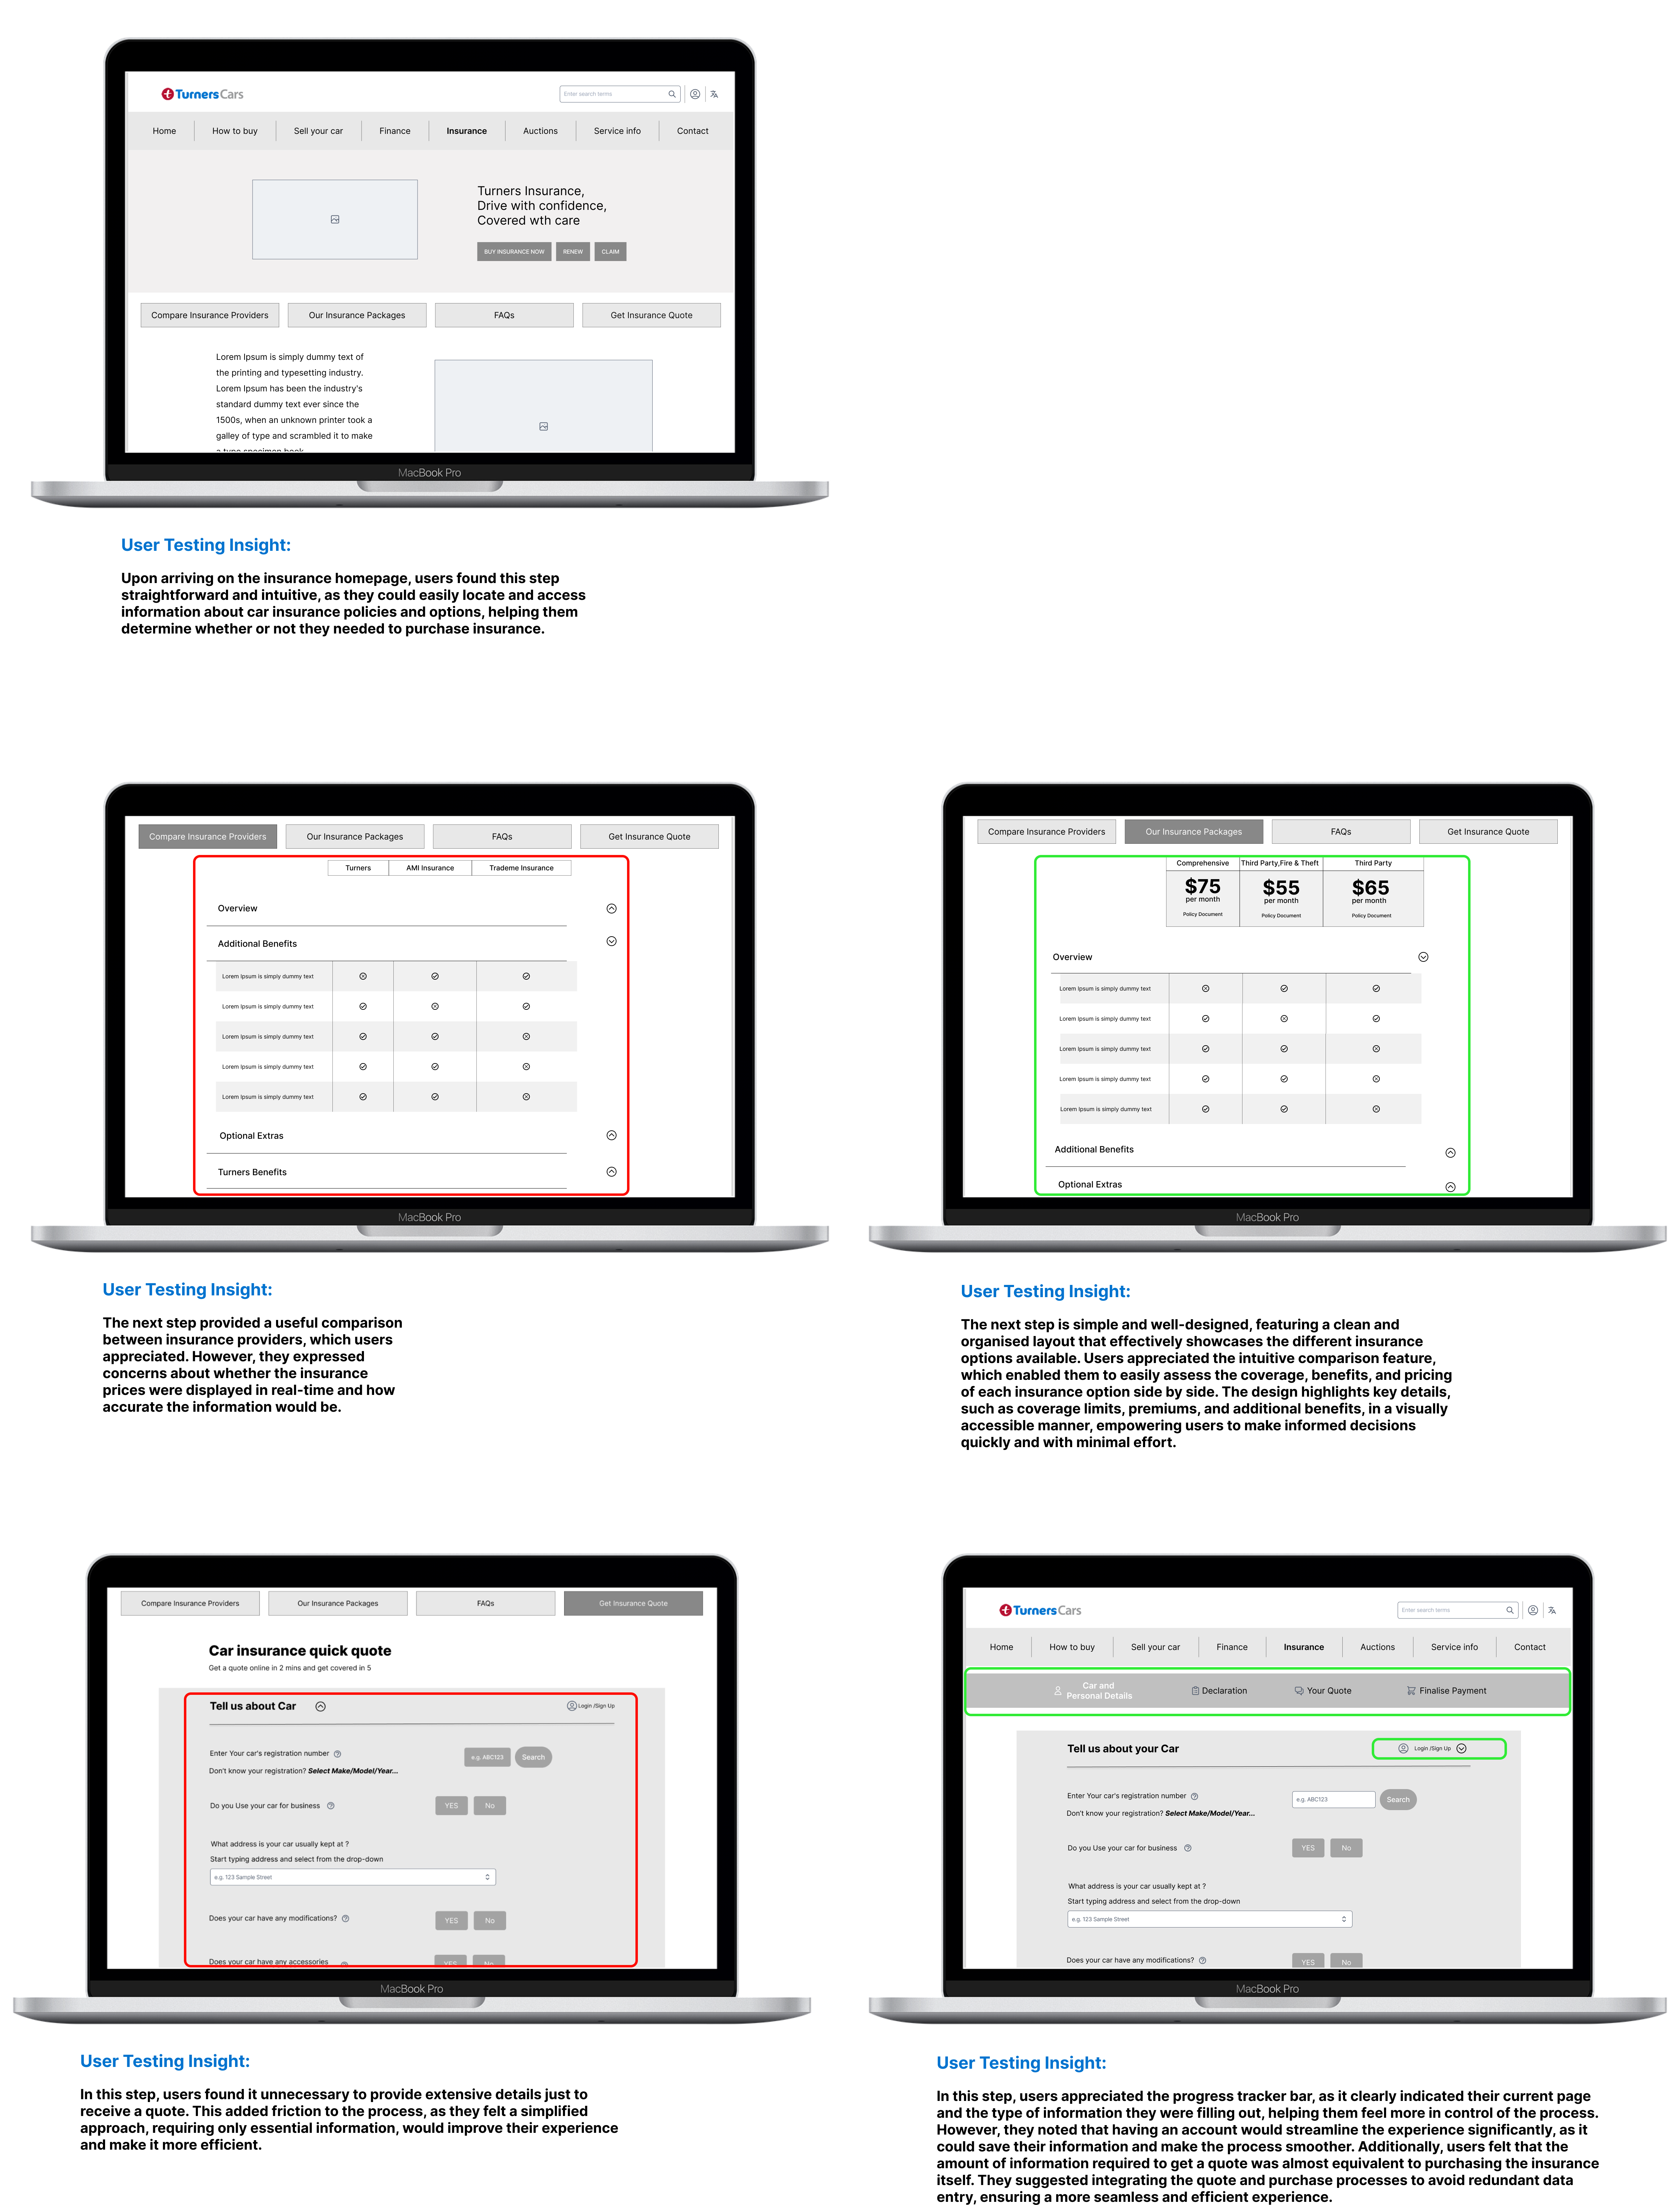 Turners Cars
Enter search terms
Home
How to buy
Sell your car
Finance
Insurance
Auctions
Service info
Contact
Turners Insurance,
Drive with confidence,
Covered wth care
BUY INSURANCE NOW
RENEW
CLAIM
Compare Insurance Providers
Our Insurance Packages
FAQs
Get Insurance Quote
Lorem Ipsum is simply dummy text of
the printing and typesetting industry.
Lorem Ipsum has been the industry's
standard dummy text ever since the
1500s, when an unknown printer took a
galley of type and scrambled it to make
a type specimen book.
MacBook Pro
User Testing Insight:
Upon arriving on the insurance homepage, users found this step
straightforward and intuitive, as they could easily locate and access
information about car insurance policies and options, helping them
determine whether or not they needed to purchase insurance.
Compare Insurance Providers
Our Insurance Packages
FAQs
Get Insurance Quote
Turners
AMI Insurance
Trademe Insurance
Overview
Additional Benefits
Lorem Ipsum is simply dummy text
Lorem Ipsum is simply dummy text
Lorem Ipsum is simply dummy text
Lorem Ipsum is simply dummy text
Lorem Ipsum is simply dummy text
Optional Extras
Turners Benefits
MacBook Pro
User Testing Insight:
The next step provided a useful comparison
between insurance providers, which users
appreciated. However, they expressed
concerns about whether the insurance
prices were displayed in real-time and how
accurate the information would be.
Compare Insurance Providers
Our Insurance Packages
FAQs
Get Insurance Quote
Comprehensive
Third Party,Fire & Theft
Third Party
$75
per month
Policy Document
$55
per month
Policy Document
$65
per month
Policy Document
Overview
Lorem Ipsum is simply dummy text
Lorem Ipsum is simply dummy text
Lorem Ipsum is simply dummy text
Lorem Ipsum is simply dummy text
Lorem Ipsum is simply dummy text
Additional Benefits
Optional Extras
MacBook Pro
User Testing Insight:
The next step is simple and well-designed, featuring a clean and
organised layout that effectively showcases the different insurance
options available. Users appreciated the intuitive comparison feature,
which enabled them to easily assess the coverage, benefits, and pricing
of each insurance option side by side. The design highlights key details,
such as coverage limits, premiums, and additional benefits, in a visually
accessible manner, empowering users to make informed decisions
quickly and with minimal effort.
Compare Insurance Providers
Our Insurance Packages
FAQs
Get Insurance Quote
Car insurance quick quote
Get a quote online in 2 mins and get covered in 5
Tell us about Car
Login /Sign Up
Enter Your car's registration number
e.g. ABC123
Search
Don't know your registration? Select Make/Model/Year...
Do you Use your car for business
YES
No
What address is your car usually kept at ?
Start typing address and select from the drop-down
e.g. 123 Sample Street
Does your car have any modifications?
YES
No
Does your car have any accessories
YES
No
MacBook Pro
User Testing Insight:
In this step, users found it unnecessary to provide extensive details just to
receive a quote. This added friction to the process, as they felt a simplified
approach, requiring only essential information, would improve their experience
and make it more efficient.
Turners Cars
Enter search terms
Home
How to buy
Sell your car
Finance
Insurance
Auctions
Service info
Contact
Car and
Personal Details
Declaration
Your Quote
Finalise Payment
Tell us about your Car
Login /Sign Up
Enter Your car's registration number
e.g. ABC123
Search
Don't know your registration? Select Make/Model/Year...
Do you Use your car for business
YES
No
What address is your car usually kept at ?
Start typing address and select from the drop-down
e.g. 123 Sample Street
Does your car have any modifications?
YES
No
MacBook Pro
User Testing Insight:
In this step, users appreciated the progress tracker bar, as it clearly indicated their current page
and the type of information they were filling out, helping them feel more in control of the process.
However, they noted that having an account would streamline the experience significantly, as it
could save their information and make the process smoother. Additionally, users felt that the
amount of information required to get a quote was almost equivalent to purchasing the insurance
itself. They suggested integrating the quote and purchase processes to avoid redundant data
entry, ensuring a more seamless and efficient experience.